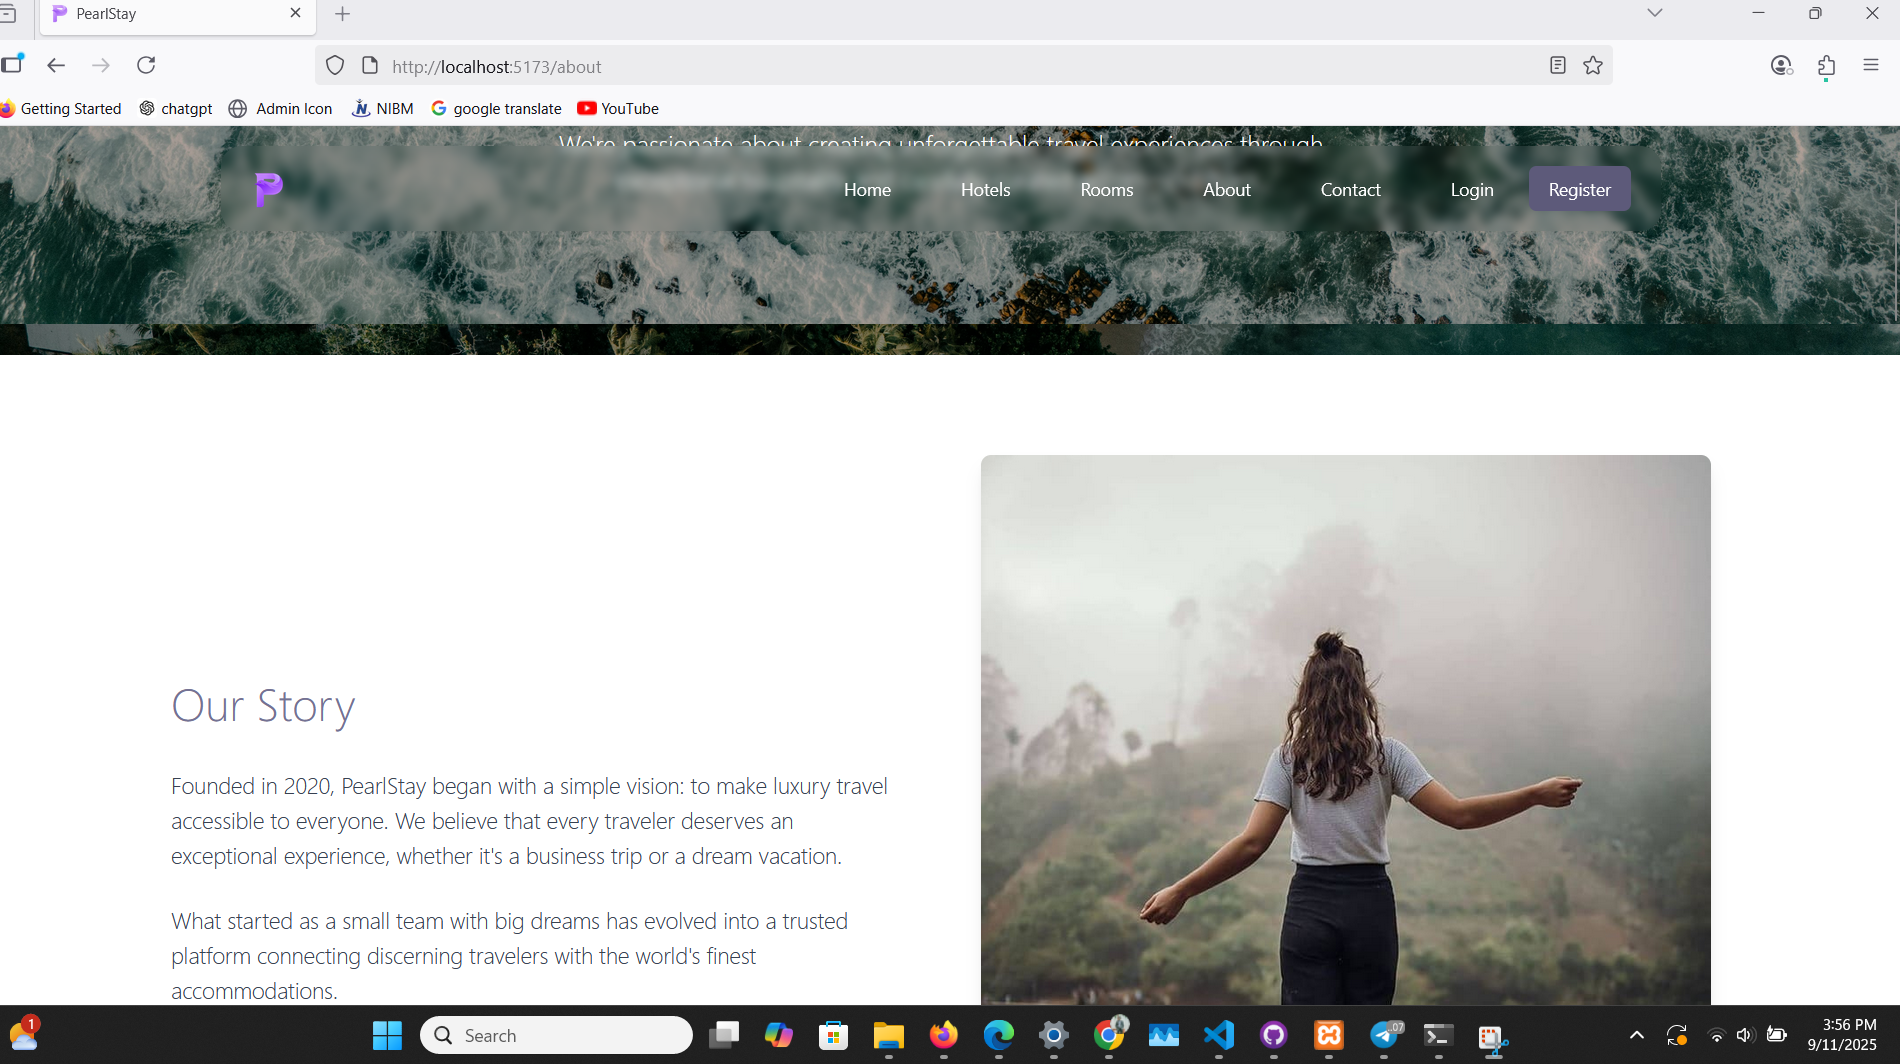 PearlStay
http://localhost:5173/about
Getting Started chatgpt Admin Icon NIBM google translate YouTube
We're passionate about creating unforgettable travel experiences through
Home Hotels Rooms About Contact Login Register
Our Story
Founded in 2020, PearlStay began with a simple vision: to make luxury travel
accessible to everyone. We believe that every traveler deserves an
exceptional experience, whether it's a business trip or a dream vacation.
What started as a small team with big dreams has evolved into a trusted
platform connecting discerning travelers with the world's finest
accommodations.
1 Search .07 3:56 PM
9/11/2025